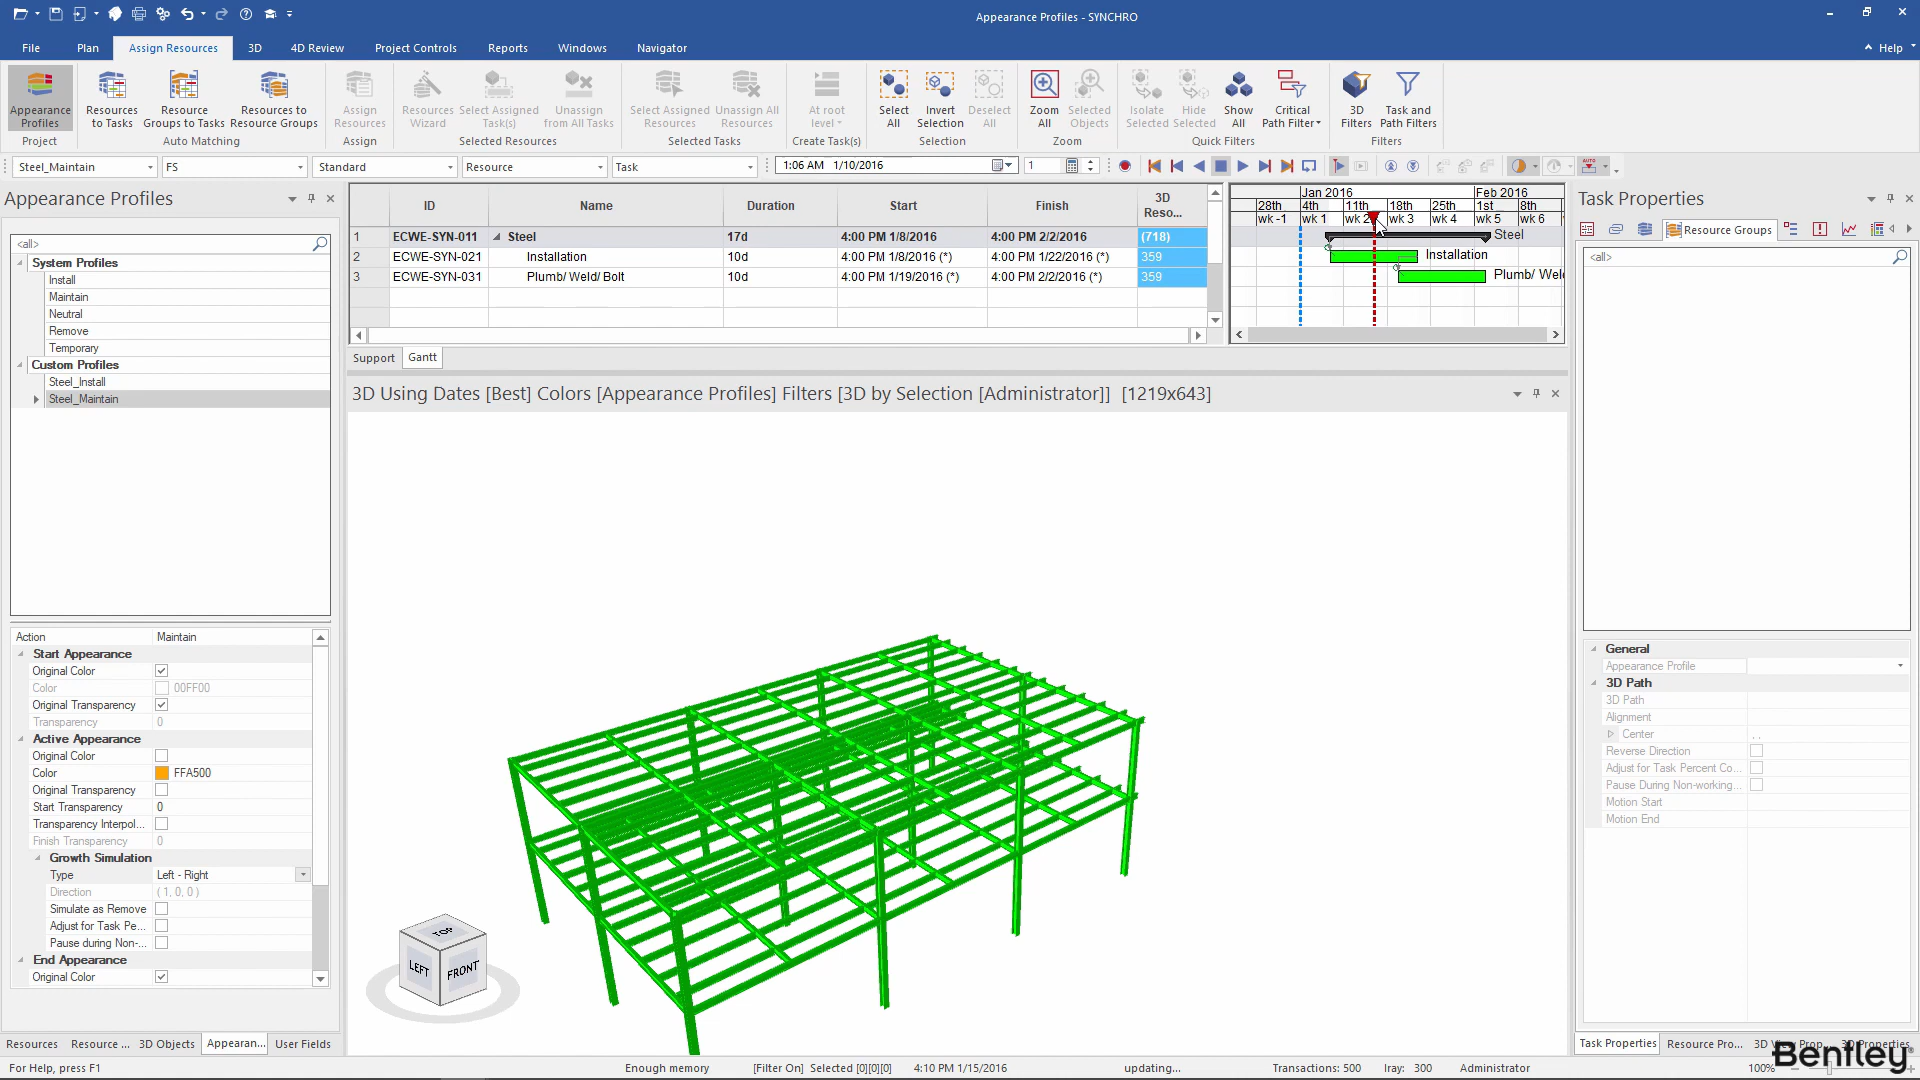 Appearance Profiles - SYNCHRO
File Plan Assign Resources 3D 4D Review Project Controls Reports Windows Navigator Help
Appearance Profiles
Resources to Tasks
Resource Groups to Tasks
Resources to Resource Groups
Assign Resources
Resources Wizard
Select Assigned Task(s)
Unassign from All Tasks
Select Assigned Resources
Unassign All Resources
At root level
Select All
Invert Selection
Deselect All
Zoom All
Selected Objects
Isolate Selected
Hide Selected
Show All
Critical Path Filter
3D Filters
Task and Path Filters
Project Auto Matching Assign Selected Resources Selected Tasks Create Task(s) Selection Zoom Quick Filters Filters
Steel_Maintain FS Standard Resource Task 1:06 AM 1/10/2016 1 AUTO
Appearance Profiles
<all>
System Profiles
Install
Maintain
Neutral
Remove
Temporary
Custom Profiles
Steel_Install
Steel_Maintain
Action Maintain
Start Appearance
Original Color
Color 00FF00
Original Transparency
Transparency 0
Active Appearance
Original Color
Color FFA500
Original Transparency
Start Transparency 0
Transparency Interpol...
Finish Transparency 0
Growth Simulation
Type Left - Right
Direction ( 1, 0, 0 )
Simulate as Remove
Adjust for Task Pe...
Pause during Non-...
End Appearance
Original Color
Resources Resource ... 3D Objects Appearan... User Fields
ID Name Duration Start Finish 3D Reso...
1 ECWE-SYN-011 Steel 17d 4:00 PM 1/8/2016 4:00 PM 2/2/2016 (718)
2 ECWE-SYN-021 Installation 10d 4:00 PM 1/8/2016 (*) 4:00 PM 1/22/2016 (*) 359
3 ECWE-SYN-031 Plumb/ Weld/ Bolt 10d 4:00 PM 1/19/2016 (*) 4:00 PM 2/2/2016 (*) 359
Support Gantt
Jan 2016 Feb 2016
28th 4th 11th 18th 25th 1st 8th
wk -1 wk 1 wk 2 wk 3 wk 4 wk 5 wk 6
Steel
Installation
Plumb/ Weld
3D Using Dates [Best] Colors [Appearance Profiles] Filters [3D by Selection [Administrator]] [1219x643]
TOP
LEFT FRONT
Task Properties
Resource Groups
<all>
General
Appearance Profile
3D Path
3D Path
Alignment
Center , ,
Reverse Direction
Adjust for Task Percent Co...
Pause During Non-working...
Motion Start
Motion End
Task Properties Resource Pro... 3D View Prop... 3D Properties
Bentley
For Help, press F1 Enough memory [Filter On] Selected [0][0][0] 4:10 PM 1/15/2016 updating... Transactions: 500 Iray: 300 Administrator 100%